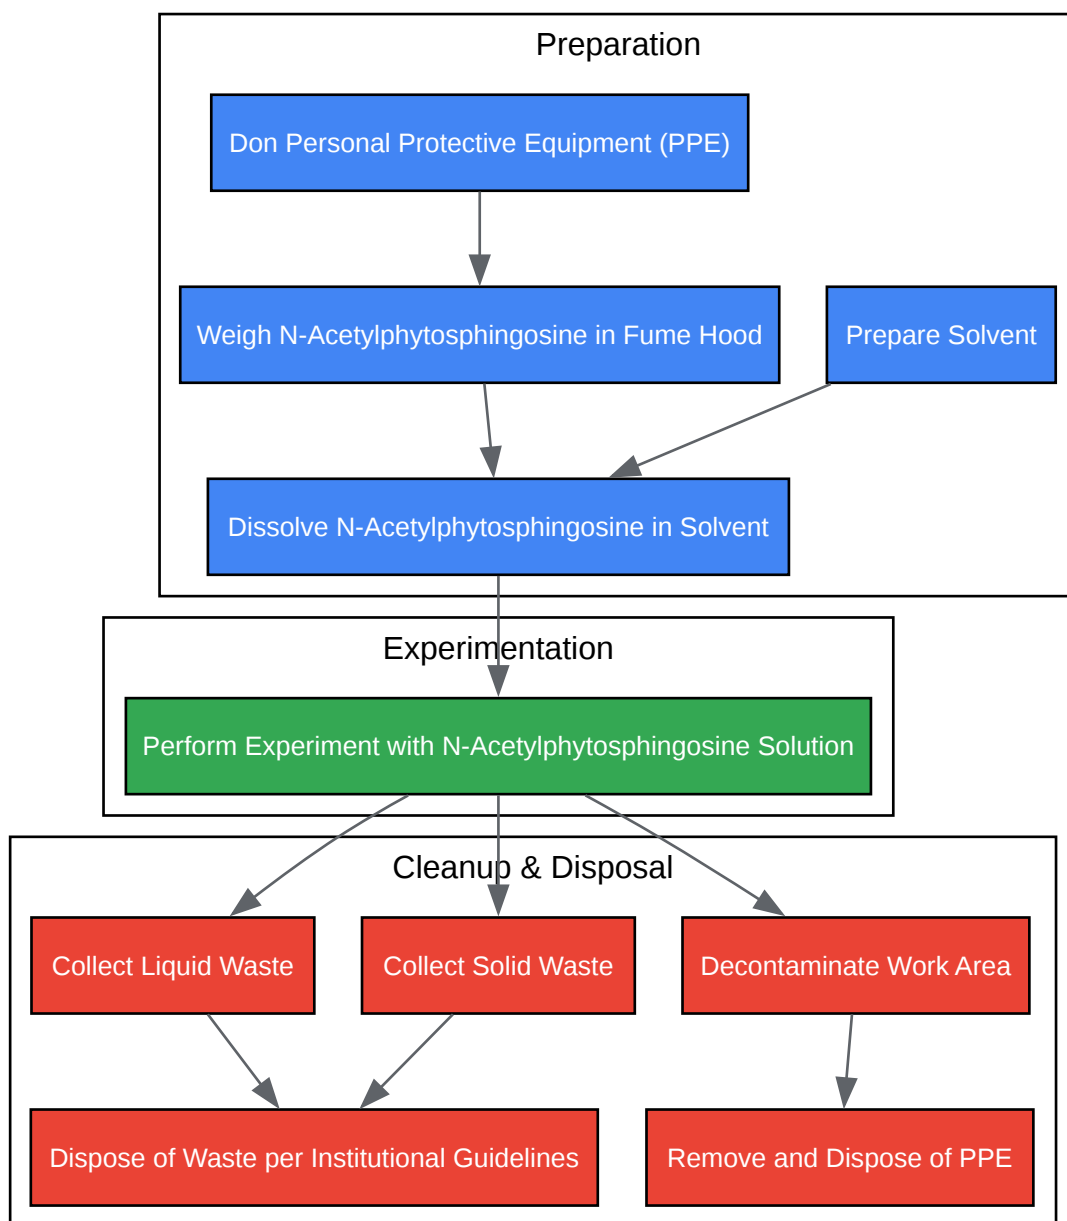 Preparation
Don Personal Protective Equipment (PPE)
Weigh N-Acetylphytosphingosine in Fume Hood
Prepare Solvent
Dissolve N-Acetylphytosphingosine in Solvent
Experimentation
Perform Experiment with N-Acetylphytosphingosine Solution
Cleanup & Disposal
Collect Liquid Waste
Collect Solid Waste
Decontaminate Work Area
Dispose of Waste per Institutional Guidelines
Remove and Dispose of PPE